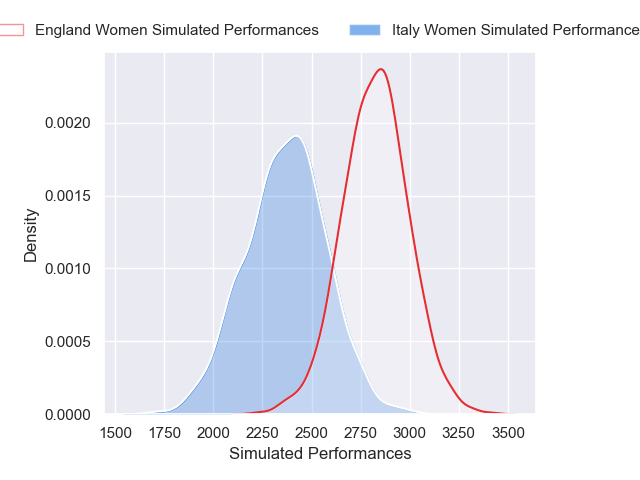 England Women Simulated Performances Italy Women Simulated Performance
0.0020
0.0015
0.0010
0.0005
0.0000
Density
1500 1750 2000 2250 2500 2750 3000 3250 3500
Simulated Performances